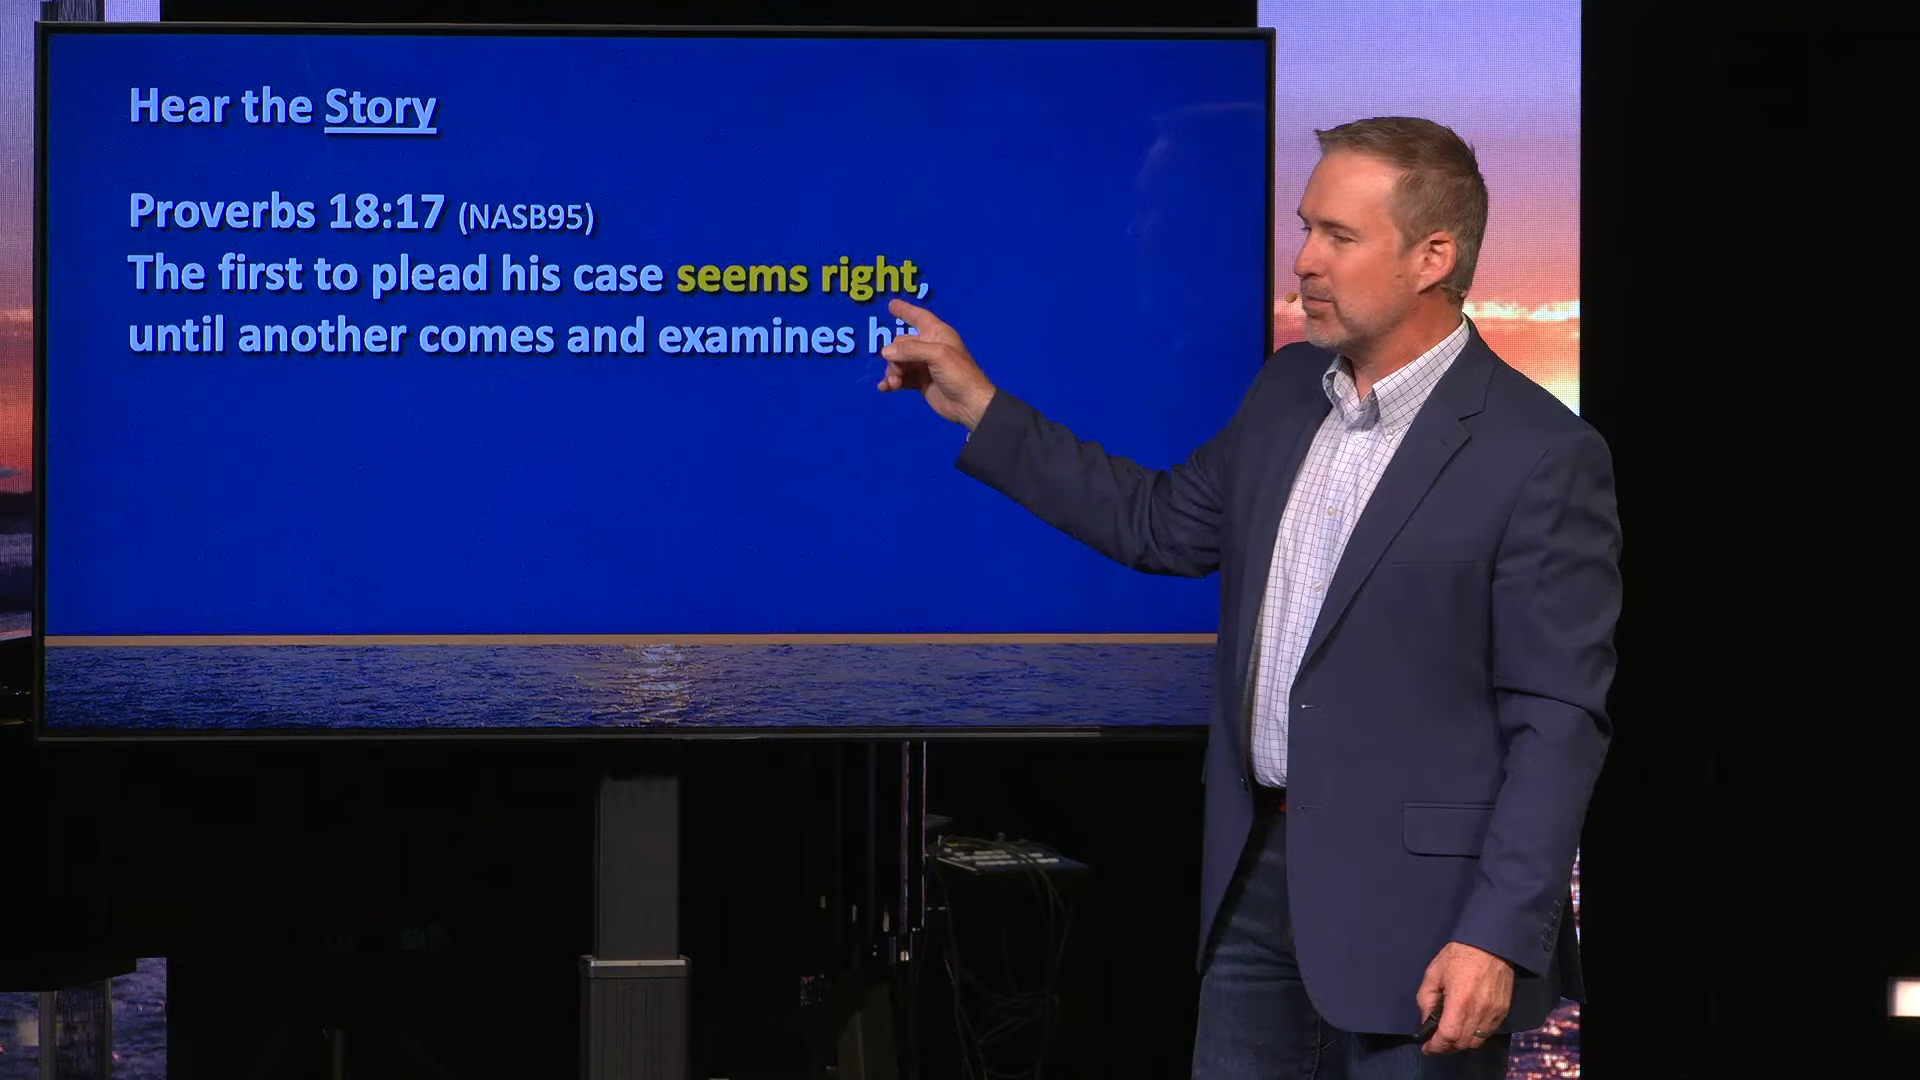 Hear the Story
Proverbs 18:17 (NASB95)
The first to plead his case seems right,
until another comes and examines